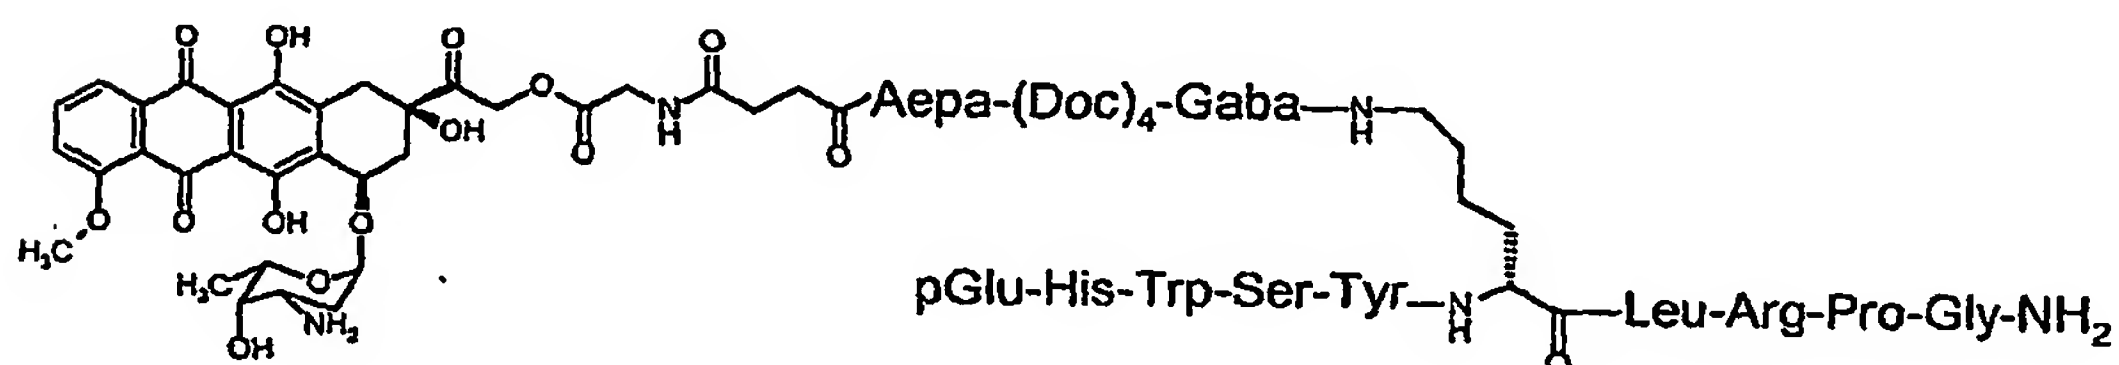 O OH O O
OH O N H O O Aepa-(Doc)₄-Gaba N H
H₃C O O OH O
H₃C O NH₂ OH
pGlu-His-Trp-Ser-Tyr N H O Leu-Arg-Pro-Gly-NH₂